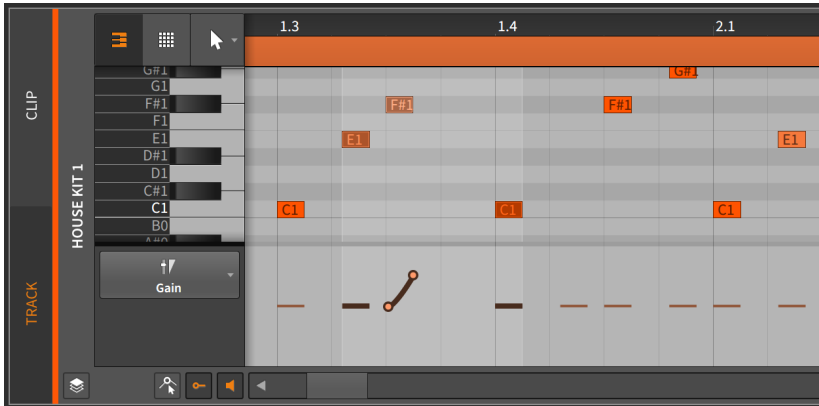 1.3
1.4
2.1
CLIP
TRACK
HOUSE KIT 1
G#1
G1
F#1
F1
E1
D#1
D1
C#1
C1
B0
A#0
G#1
F#1
F#1
E1
E1
C1
C1
C1
Gain